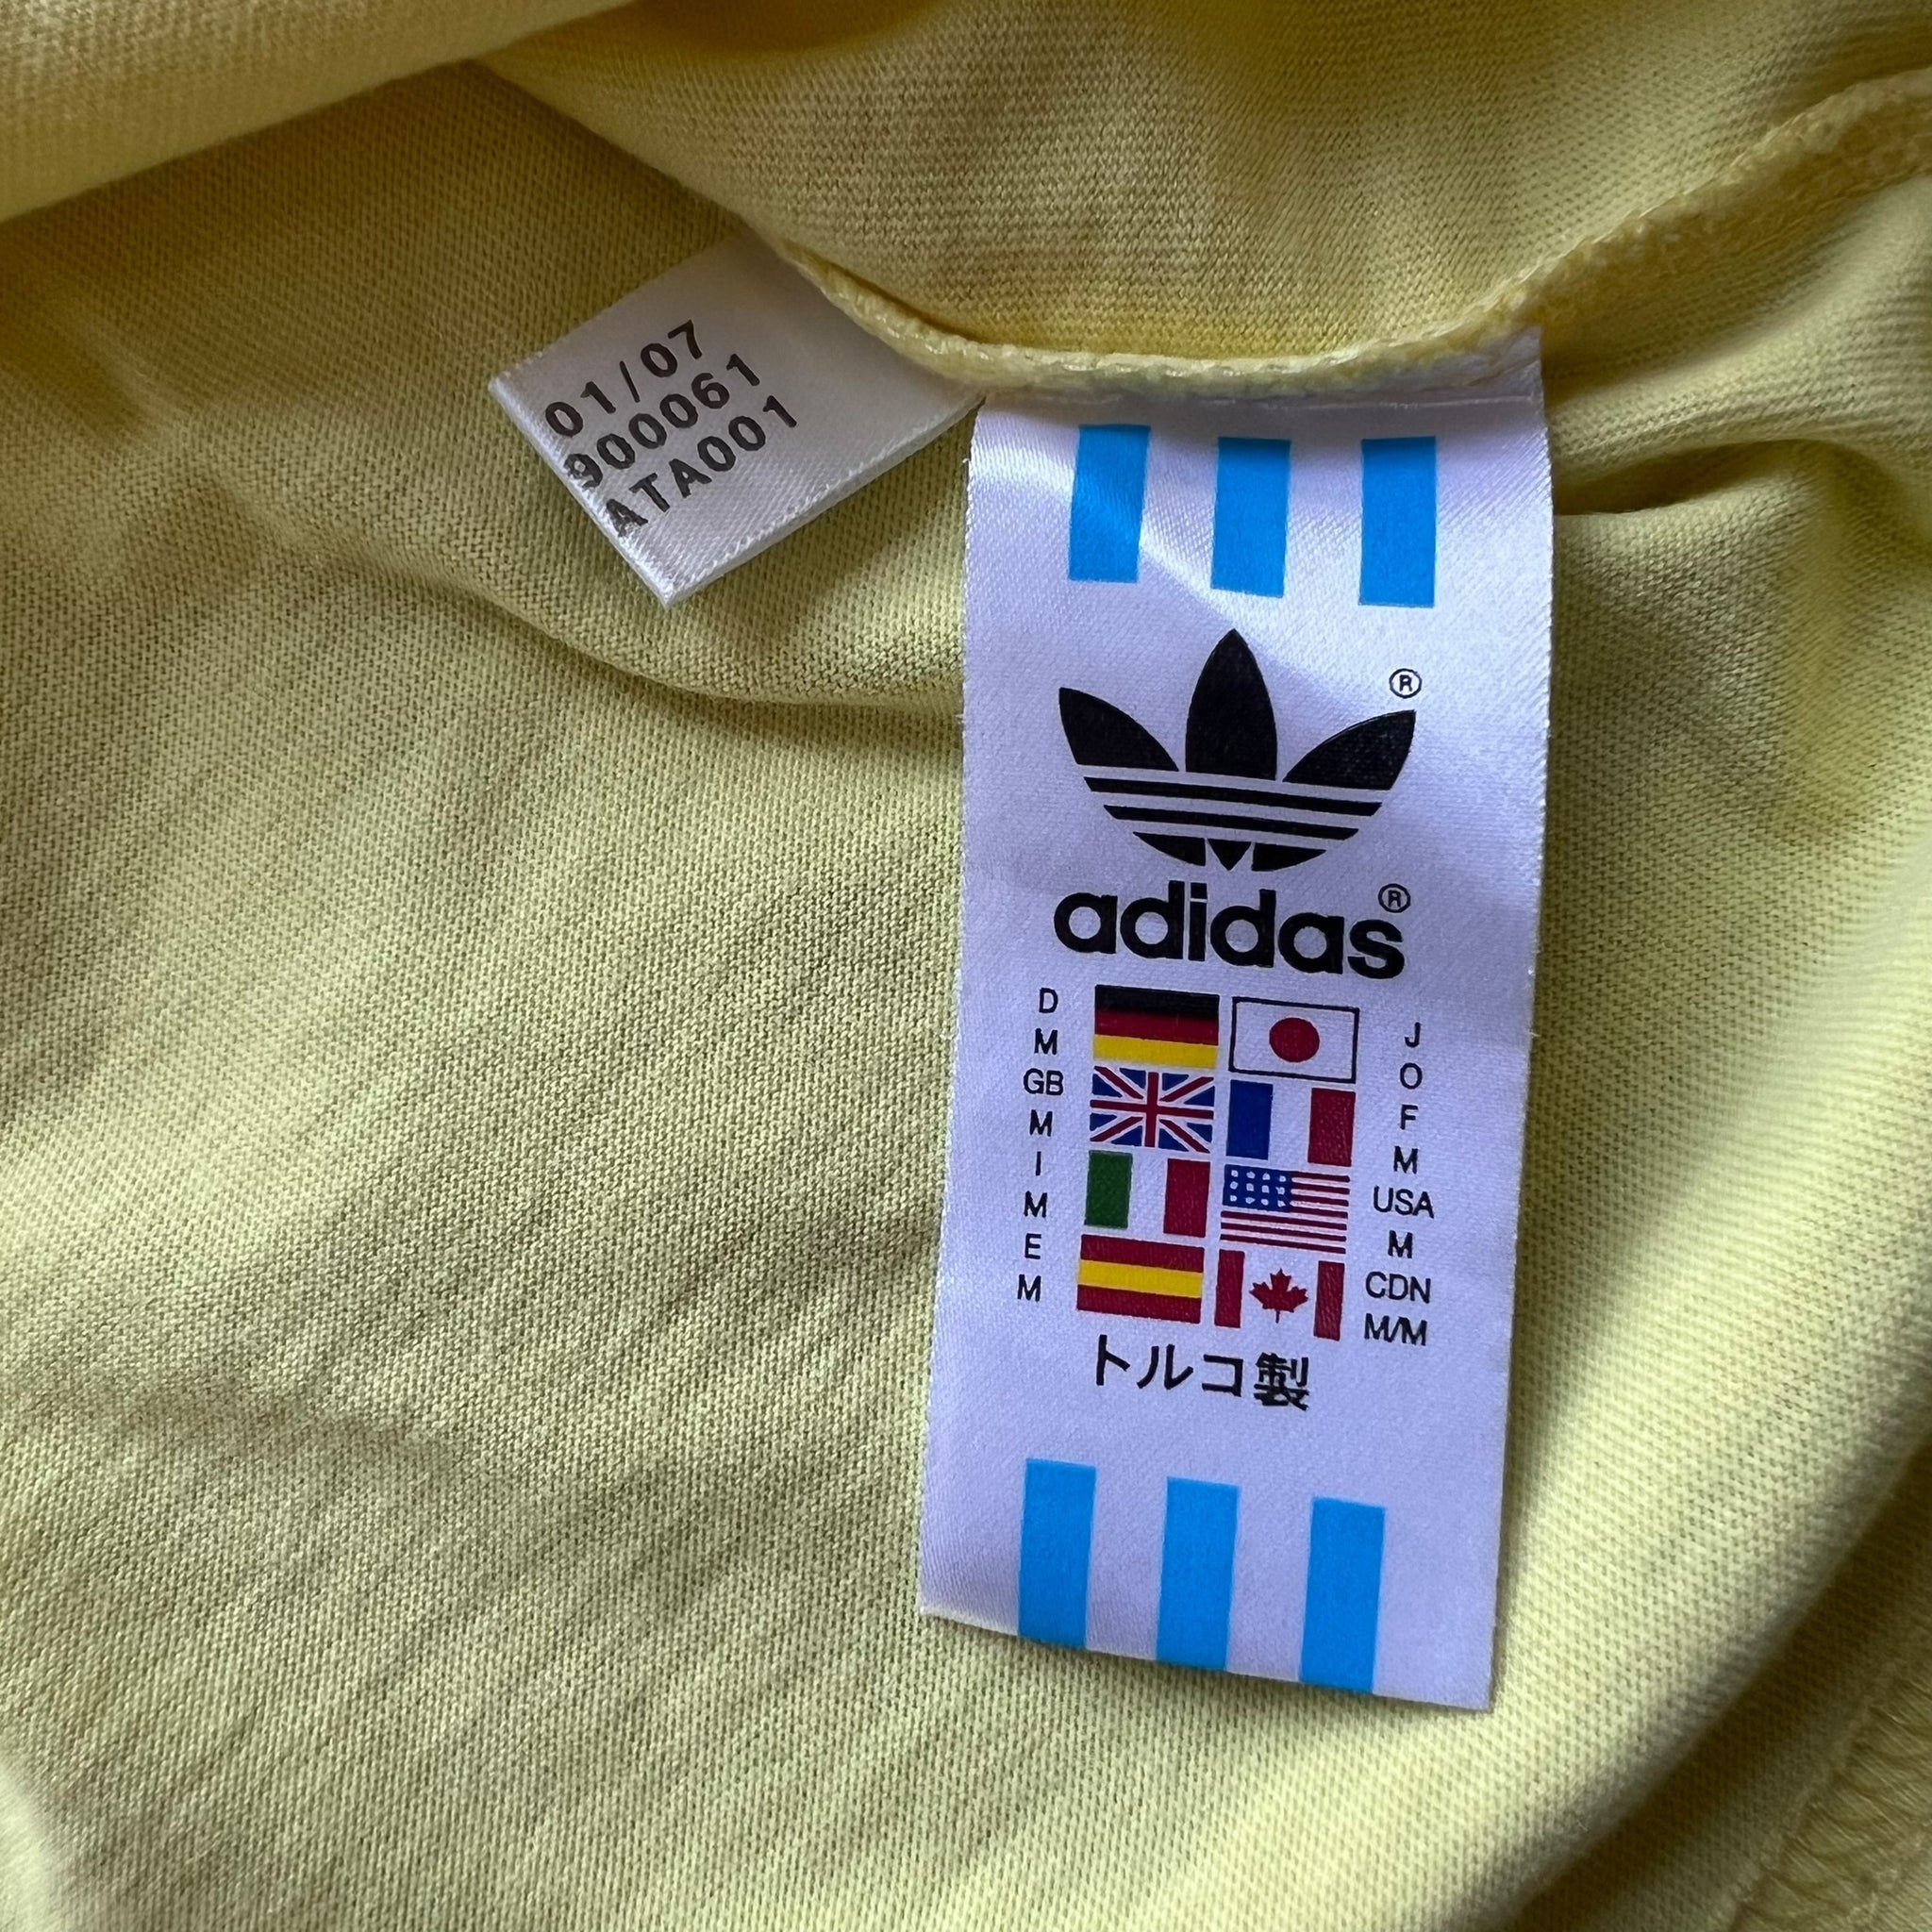 01/07
900061
ATA001
®
adidas®
D
M
GB
M
I
M
E
M
J
O
F
M
USA
M
CDN
M/M
トルコ製